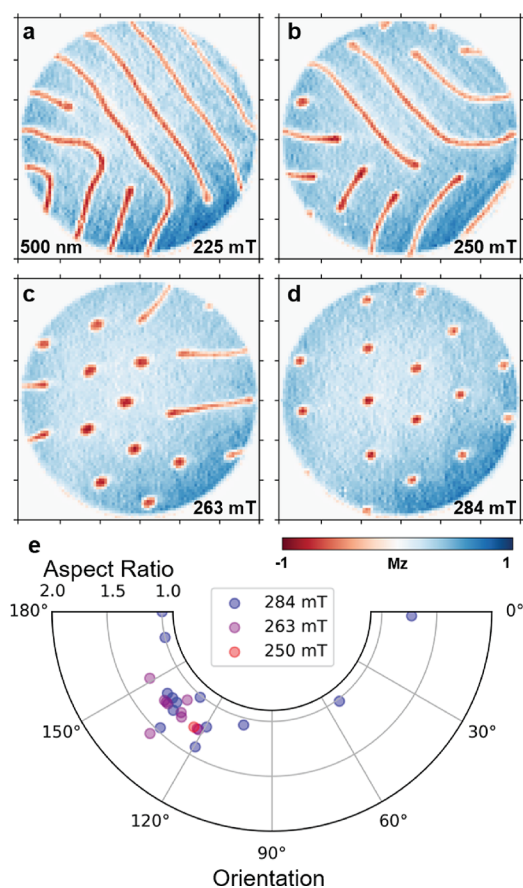 a
b
500 nm
225 mT
250 mT
c
d
263 mT
284 mT
e
-1
Mz
1
Aspect Ratio
2.0
1.5
1.0
284 mT
263 mT
250 mT
180°
0°
150°
30°
120°
60°
90°
Orientation